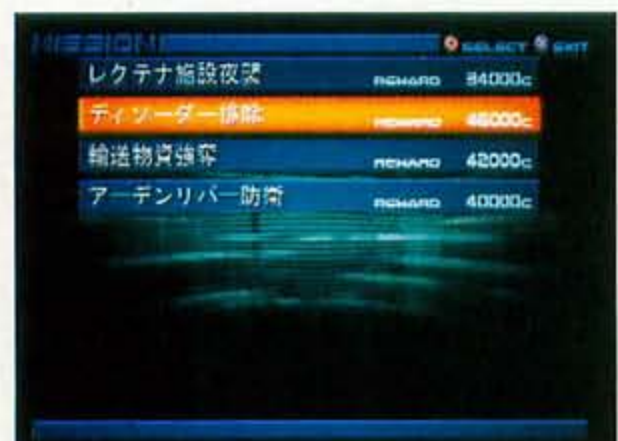 MISSION
SELECT EXIT
レクテナ施設夜襲 REWARD 34000c
ディソーダー排除 REWARD 46000c
輸送物資強奪 REWARD 42000c
アーデンリバー防衛 REWARD 40000c